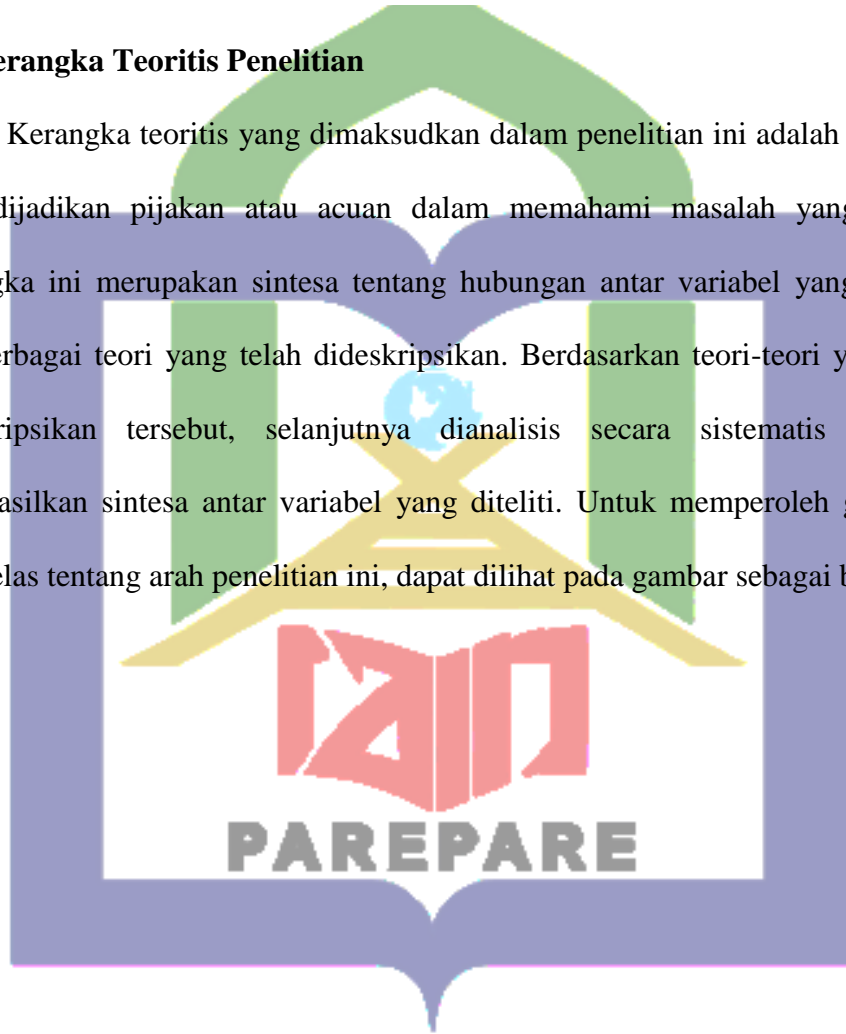 erangka Teoritis Penelitian
Kerangka teoritis yang dimaksudkan dalam penelitian ini adalah
dijadikan pijakan atau acuan dalam memahami masalah yang
gka ini merupakan sintesa tentang hubungan antar variabel yang
erbagai teori yang telah dideskripsikan. Berdasarkan teori-teori y
ripsikan tersebut, selanjutnya dianalisis secara sistematis
asilkan sintesa antar variabel yang diteliti. Untuk memperoleh g
elas tentang arah penelitian ini, dapat dilihat pada gambar sebagai b
iain
PAREPARE